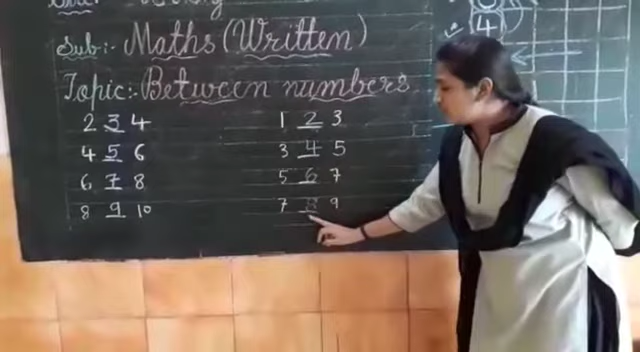 Sub:- Maths (Written)
Topic:- Between numbers
2 3 4
4 5 6
6 7 8
8 9 10
1 2 3
3 4 5
5 6 7
7 8 9
4